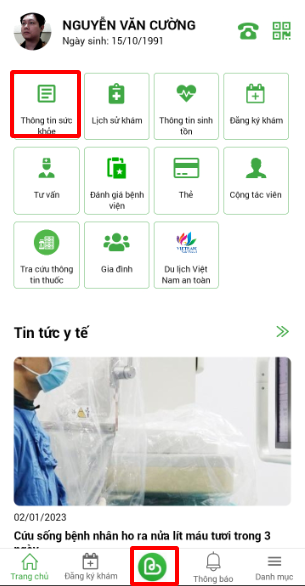 NGUYỄN VĂN CƯỜNG
Ngày sinh: 15/10/1991
Thông tin sức
khỏe
Lịch sử khám
Thông tin sinh
tồn
Đăng ký khám
Tư vấn
Đánh giá bệnh
viện
Thẻ
Cộng tác viên
Tra cứu thông
tin thuốc
Gia đình
Du lịch Việt
Nam an toàn
Tin tức y tế
02/01/2023
Cứu sống bệnh nhân ho ra nửa lít máu tươi trong 3
ngày
Trang chủ
Đăng ký khám
Thông báo
Danh mục